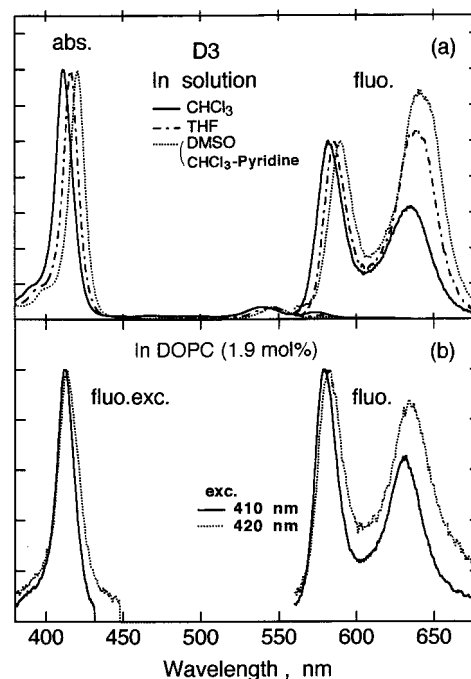 abs.
D3
(a)
In solution
fluo.
CHCl3
THF
DMSO
CHCl3-Pyridine
In DOPC (1.9 mol%)
(b)
fluo.exc.
fluo.
exc.
410 nm
420 nm
400 450 500 550 600 650
Wavelength , nm